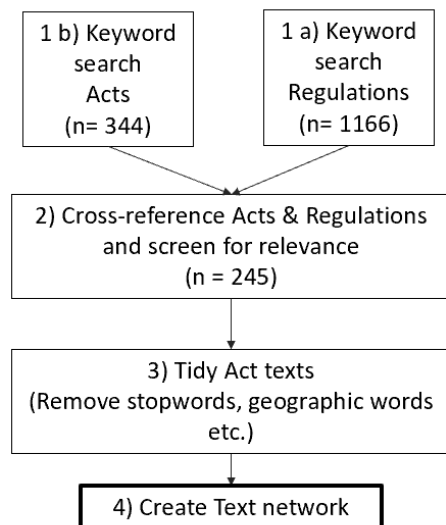 1 b) Keyword
search
Acts
(n= 344)
1 a) Keyword
search
Regulations
(n= 1166)
2) Cross-reference Acts & Regulations
and screen for relevance
(n = 245)
3) Tidy Act texts
(Remove stopwords, geographic words
etc.)
4) Create Text network